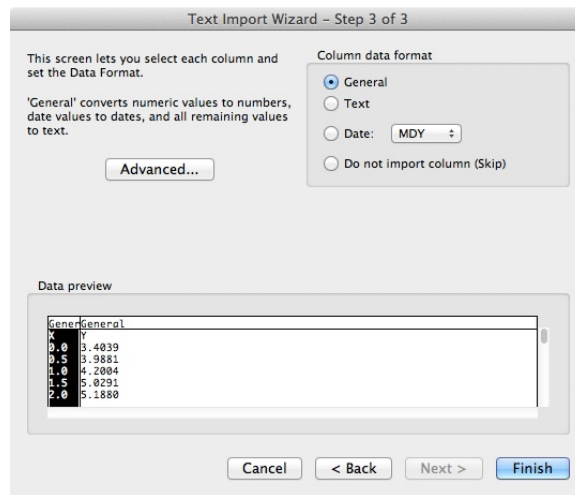 Text Import Wizard – Step 3 of 3
This screen lets you select each column and
set the Data Format.
'General' converts numeric values to numbers,
date values to dates, and all remaining values
to text.
Advanced...
Column data format
General
Text
Date: MDY
Do not import column (Skip)
Data preview
Gener General
X Y
0.0 3.4039
0.5 3.9881
1.0 4.2004
1.5 5.0291
2.0 5.1880
Cancel < Back Next > Finish